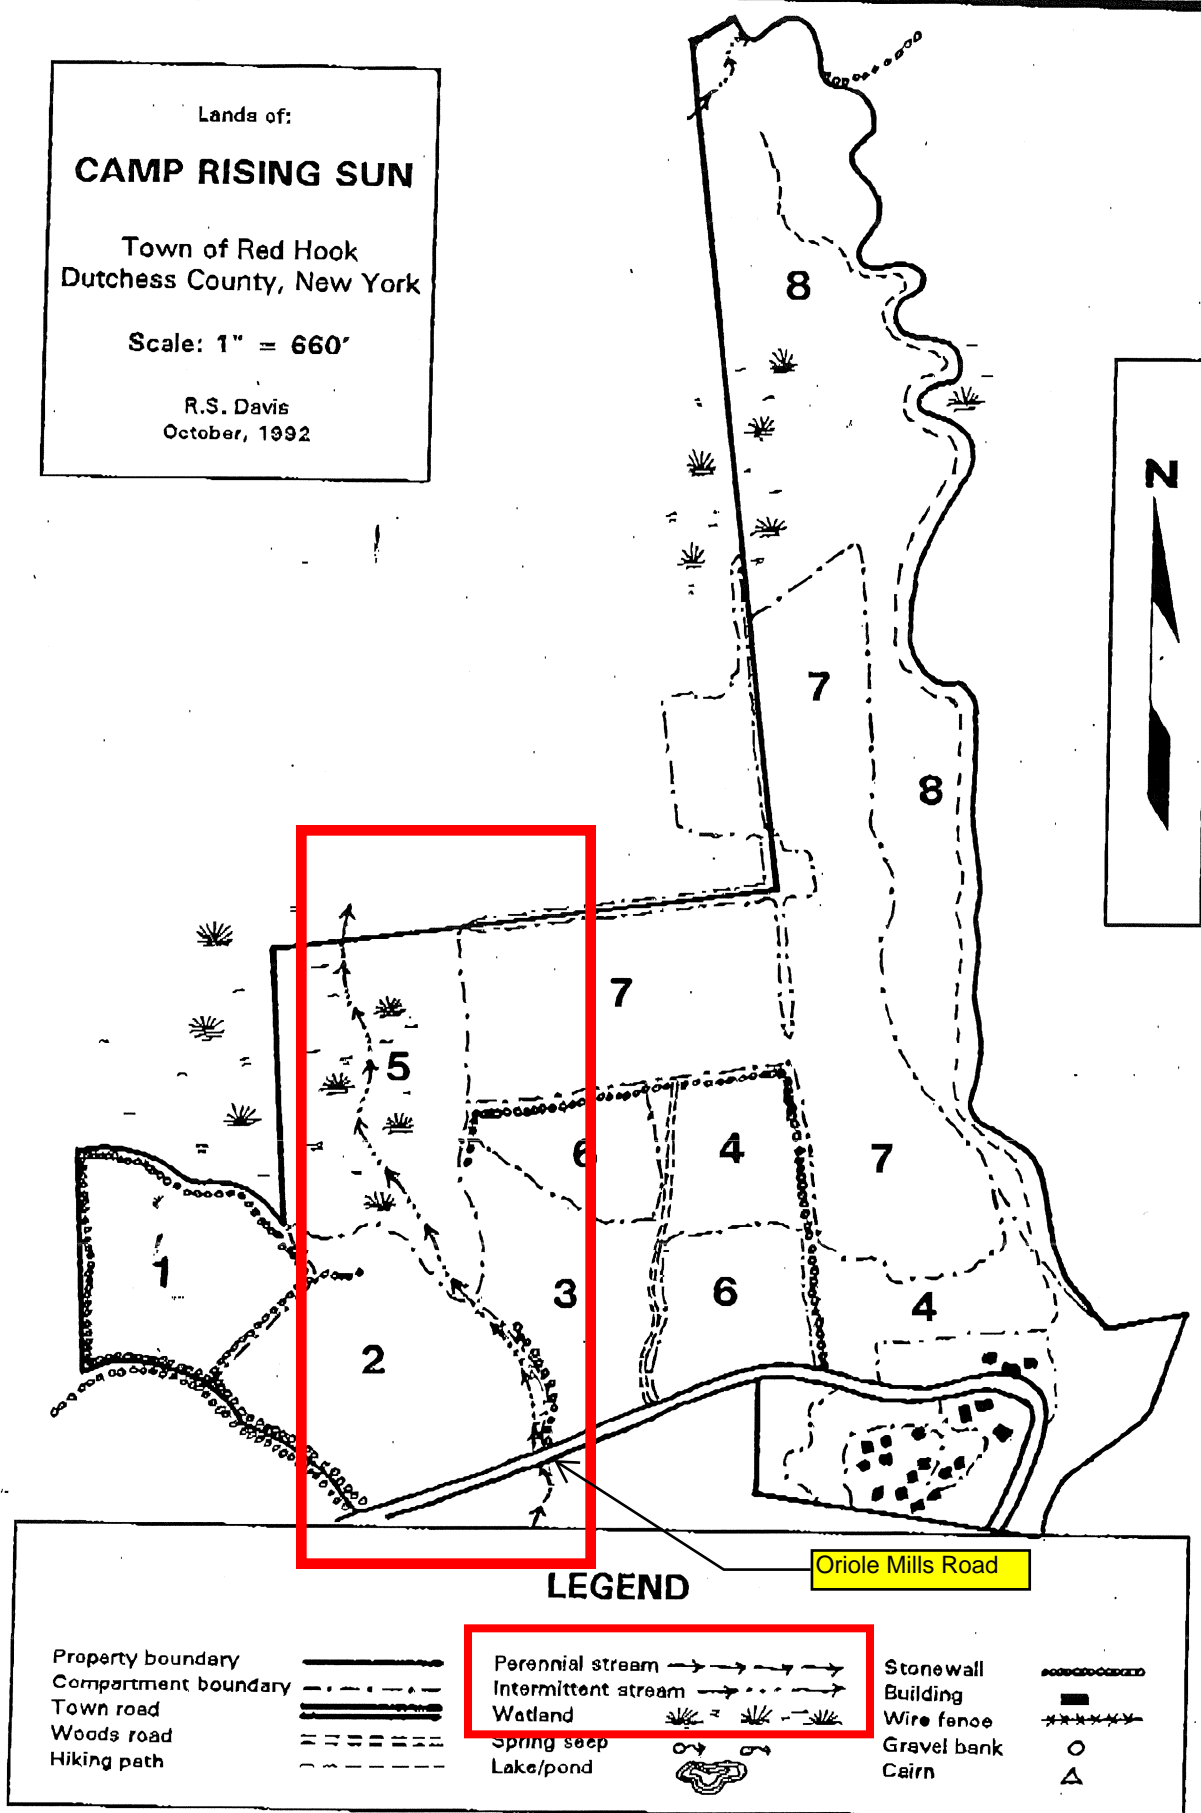 Lands of:
CAMP RISING SUN
Town of Red Hook
Dutchess County, New York
Scale: 1" = 660'
R.S. Davis
October, 1992
N
8
7
8
7
5
6
4
7
1
3
6
4
2
Oriole Mills Road
LEGEND
Property boundary
Compartment boundary
Town road
Woods road
Hiking path
Perennial stream
Intermittent stream
Wetland
Spring seep
Lake/pond
Stonewall
Building
Wire fence
Gravel bank
Cairn